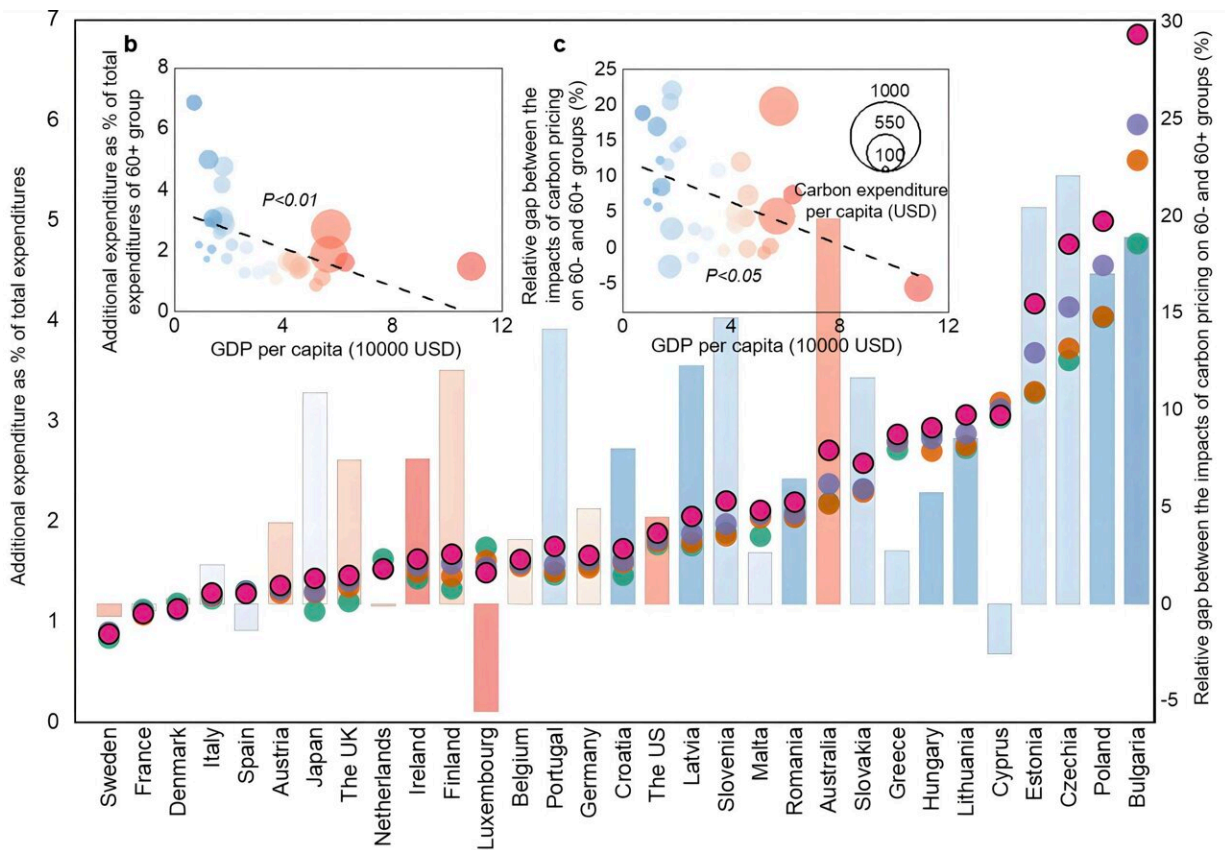 7
6
5
4
3
2
1
0
Additional expenditure as % of total expenditures
b
8
6
4
2
0
Additional expenditure as % of total
expenditures of 60+ group
P<0.01
0
4
8
12
GDP per capita (10000 USD)
c
25
20
15
10
5
0
-5
Relative gap between the
impacts of carbon pricing
on 60- and 60+ groups (%)
1000
550
100
0
Carbon expenditure
per capita (USD)
P<0.05
0
4
8
12
GDP per capita (10000 USD)
30
25
20
15
10
5
0
-5
Relative gap between the impacts of carbon pricing on 60- and 60+ groups (%)
Sweden
France
Denmark
Italy
Spain
Austria
Japan
The UK
Netherlands
Ireland
Finland
Luxembourg
Belgium
Portugal
Germany
Croatia
The US
Latvia
Slovenia
Malta
Romania
Australia
Slovakia
Greece
Hungary
Lithuania
Cyprus
Estonia
Czechia
Poland
Bulgaria